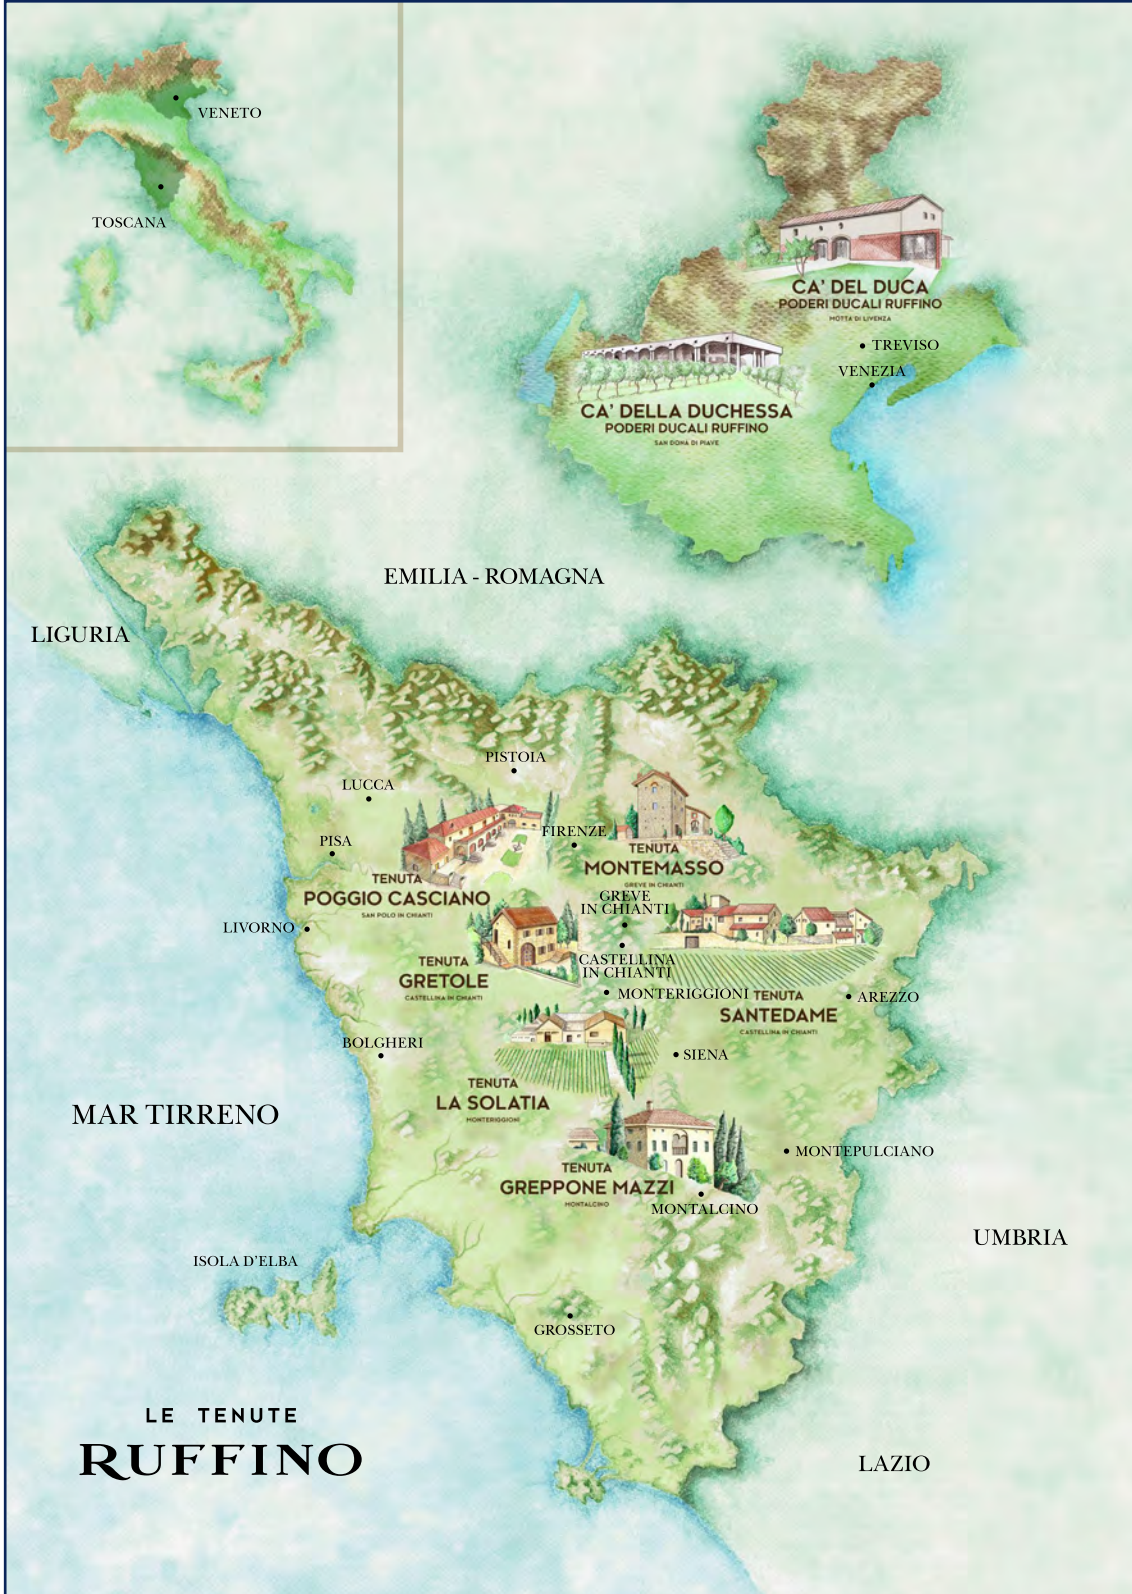 VENETO
TOSCANA
CA' DEL DUCA
PODERI DUCALI RUFFINO
MOTTA DI LIVENZA
TREVISO
VENEZIA
CA' DELLA DUCHESSA
PODERI DUCALI RUFFINO
SAN DONÀ DI PIAVE
EMILIA - ROMAGNA
LIGURIA
PISTOIA
LUCCA
PISA
FIRENZE
TENUTA
MONTEMASSO
GREVE IN CHIANTI
TENUTA
POGGIO CASCIANO
SAN POLO IN CHIANTI
GREVE
IN CHIANTI
LIVORNO
TENUTA
GRETOLE
CASTELLINA IN CHIANTI
CASTELLINA
IN CHIANTI
MONTERIGGIONI
TENUTA
SANTEDAME
CASTELLINA IN CHIANTI
AREZZO
BOLGHERI
SIENA
TENUTA
LA SOLATIA
MONTERIGGIONI
MAR TIRRENO
MONTEPULCIANO
TENUTA
GREPPONE MAZZI
MONTALCINO
MONTALCINO
UMBRIA
ISOLA D'ELBA
GROSSETO
LE TENUTE
RUFFINO
LAZIO